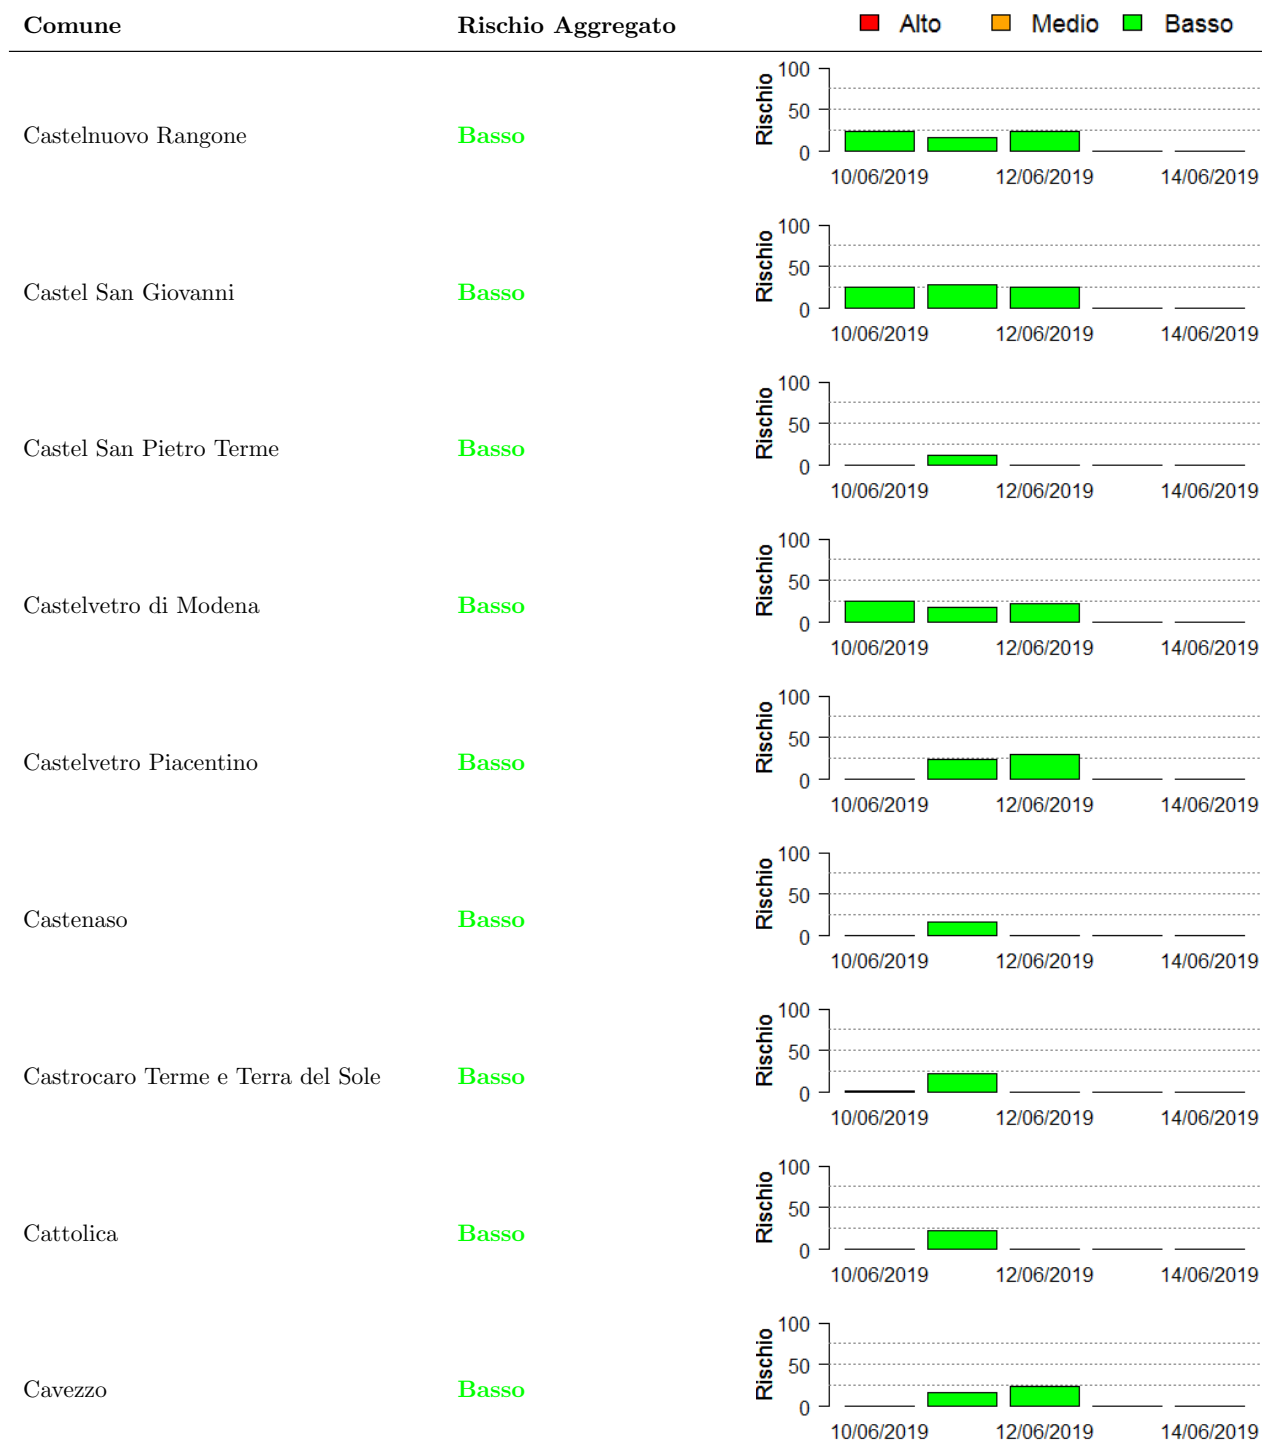 Comune Rischio Aggregato Alto Medio Basso
100
50
0
Rischio
Castelnuovo Rangone Basso
10/06/2019 12/06/2019 14/06/2019
100
50
0
Rischio
Castel San Giovanni Basso
10/06/2019 12/06/2019 14/06/2019
100
50
0
Rischio
Castel San Pietro Terme Basso
10/06/2019 12/06/2019 14/06/2019
100
50
0
Rischio
Castelvetro di Modena Basso
10/06/2019 12/06/2019 14/06/2019
100
50
0
Rischio
Castelvetro Piacentino Basso
10/06/2019 12/06/2019 14/06/2019
100
50
0
Rischio
Castenaso Basso
10/06/2019 12/06/2019 14/06/2019
100
50
0
Rischio
Castrocaro Terme e Terra del Sole Basso
10/06/2019 12/06/2019 14/06/2019
100
50
0
Rischio
Cattolica Basso
10/06/2019 12/06/2019 14/06/2019
100
50
0
Rischio
Cavezzo Basso
10/06/2019 12/06/2019 14/06/2019